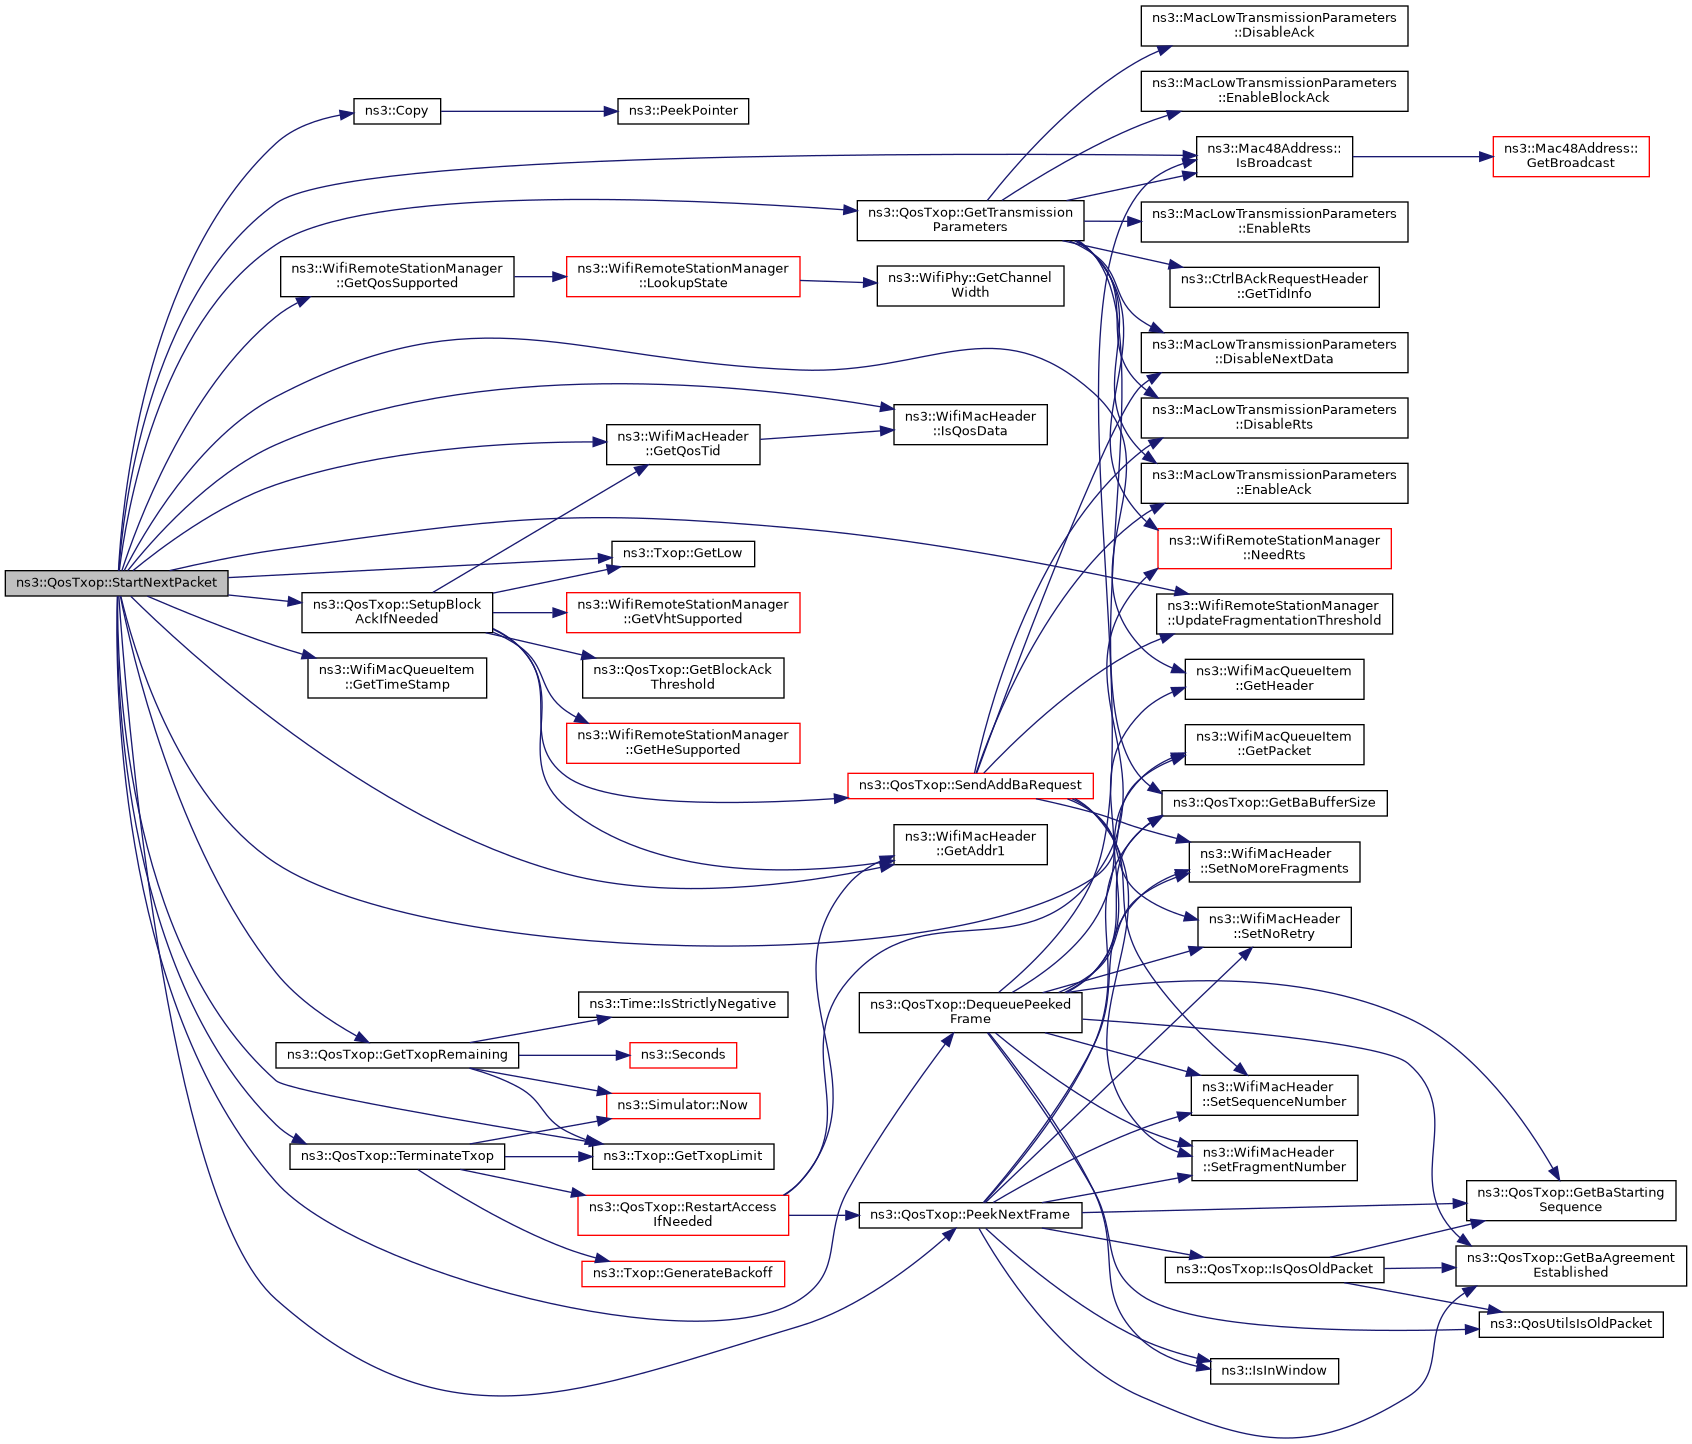 ns3::MacLowTransmissionParameters
::DisableAck
ns3::MacLowTransmissionParameters
::EnableBlockAck
ns3::Copy
ns3::PeekPointer
ns3::Mac48Address::
IsBroadcast
ns3::Mac48Address::
GetBroadcast
ns3::QosTxop::GetTransmission
Parameters
ns3::MacLowTransmissionParameters
::EnableRts
ns3::WifiRemoteStationManager
::GetQosSupported
ns3::WifiRemoteStationManager
::LookupState
ns3::WifiPhy::GetChannel
Width
ns3::CtrlBAckRequestHeader
::GetTidInfo
ns3::MacLowTransmissionParameters
::DisableNextData
ns3::MacLowTransmissionParameters
::DisableRts
ns3::WifiMacHeader
::IsQosData
ns3::WifiMacHeader
::GetQosTid
ns3::MacLowTransmissionParameters
::EnableAck
ns3::Txop::GetLow
ns3::WifiRemoteStationManager
::NeedRts
ns3::QosTxop::StartNextPacket
ns3::QosTxop::SetupBlock
AckIfNeeded
ns3::WifiRemoteStationManager
::GetVhtSupported
ns3::WifiRemoteStationManager
::UpdateFragmentationThreshold
ns3::WifiMacQueueItem
::GetTimeStamp
ns3::QosTxop::GetBlockAck
Threshold
ns3::WifiMacQueueItem
::GetHeader
ns3::WifiRemoteStationManager
::GetHeSupported
ns3::WifiMacQueueItem
::GetPacket
ns3::QosTxop::SendAddBaRequest
ns3::QosTxop::GetBaBufferSize
ns3::WifiMacHeader
::GetAddr1
ns3::WifiMacHeader
::SetNoMoreFragments
ns3::WifiMacHeader
::SetNoRetry
ns3::Time::IsStrictlyNegative
ns3::QosTxop::DequeuePeeked
Frame
ns3::QosTxop::GetTxopRemaining
ns3::Seconds
ns3::Simulator::Now
ns3::WifiMacHeader
::SetSequenceNumber
ns3::QosTxop::TerminateTxop
ns3::Txop::GetTxopLimit
ns3::WifiMacHeader
::SetFragmentNumber
ns3::QosTxop::RestartAccess
IfNeeded
ns3::QosTxop::PeekNextFrame
ns3::QosTxop::GetBaStarting
Sequence
ns3::Txop::GenerateBackoff
ns3::QosTxop::IsQosOldPacket
ns3::QosTxop::GetBaAgreement
Established
ns3::QosUtilsIsOldPacket
ns3::IsInWindow